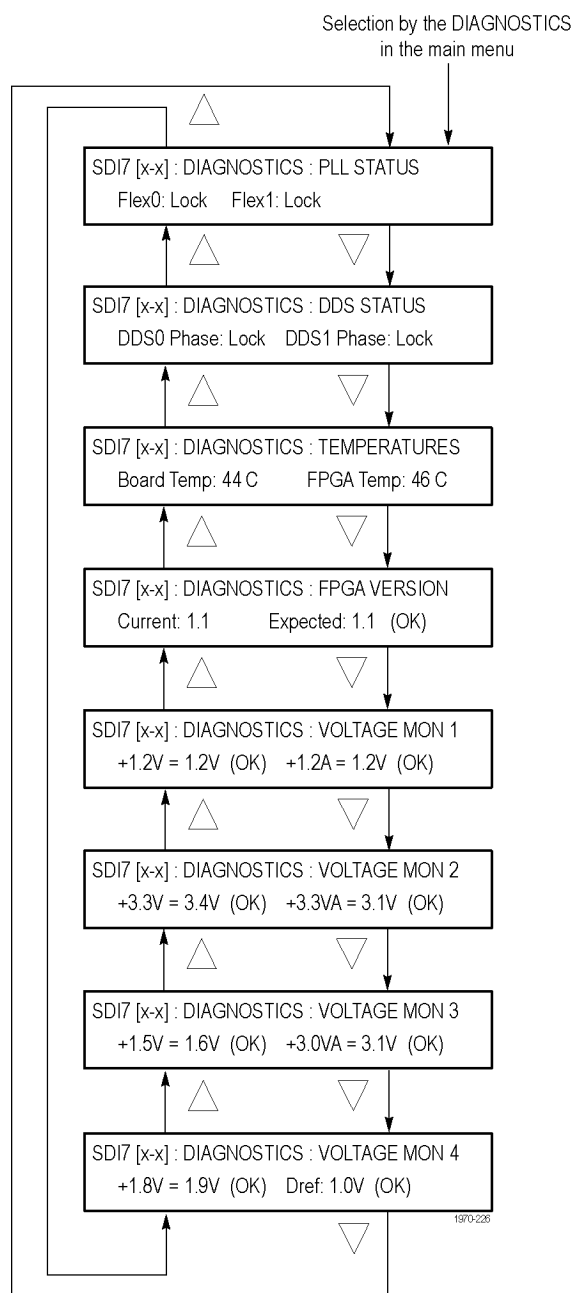 Selection by the DIAGNOSTICS
in the main menu
SDI7 [x-x] : DIAGNOSTICS : PLL STATUS
Flex0: Lock Flex1: Lock
SDI7 [x-x] : DIAGNOSTICS : DDS STATUS
DDS0 Phase: Lock DDS1 Phase: Lock
SDI7 [x-x] : DIAGNOSTICS : TEMPERATURES
Board Temp: 44 C FPGA Temp: 46 C
SDI7 [x-x] : DIAGNOSTICS : FPGA VERSION
Current: 1.1 Expected: 1.1 (OK)
SDI7 [x-x] : DIAGNOSTICS : VOLTAGE MON 1
+1.2V = 1.2V (OK) +1.2A = 1.2V (OK)
SDI7 [x-x] : DIAGNOSTICS : VOLTAGE MON 2
+3.3V = 3.4V (OK) +3.3VA = 3.1V (OK)
SDI7 [x-x] : DIAGNOSTICS : VOLTAGE MON 3
+1.5V = 1.6V (OK) +3.0VA = 3.1V (OK)
SDI7 [x-x] : DIAGNOSTICS : VOLTAGE MON 4
+1.8V = 1.9V (OK) Dref: 1.0V (OK)
1970-226